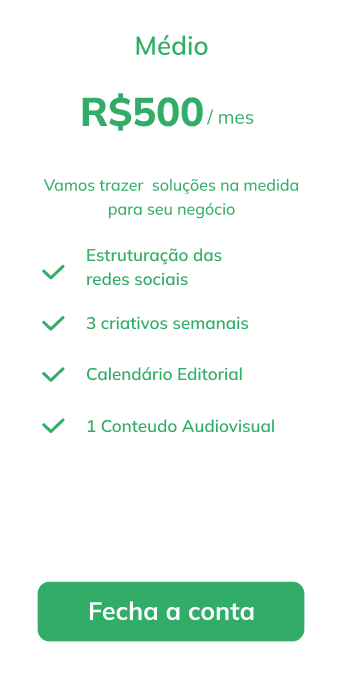 Médio
R$500 / mes
Vamos trazer soluções na medida
para seu negócio
Estruturação das
redes sociais
3 criativos semanais
Calendário Editorial
1 Conteudo Audiovisual
Fecha a conta